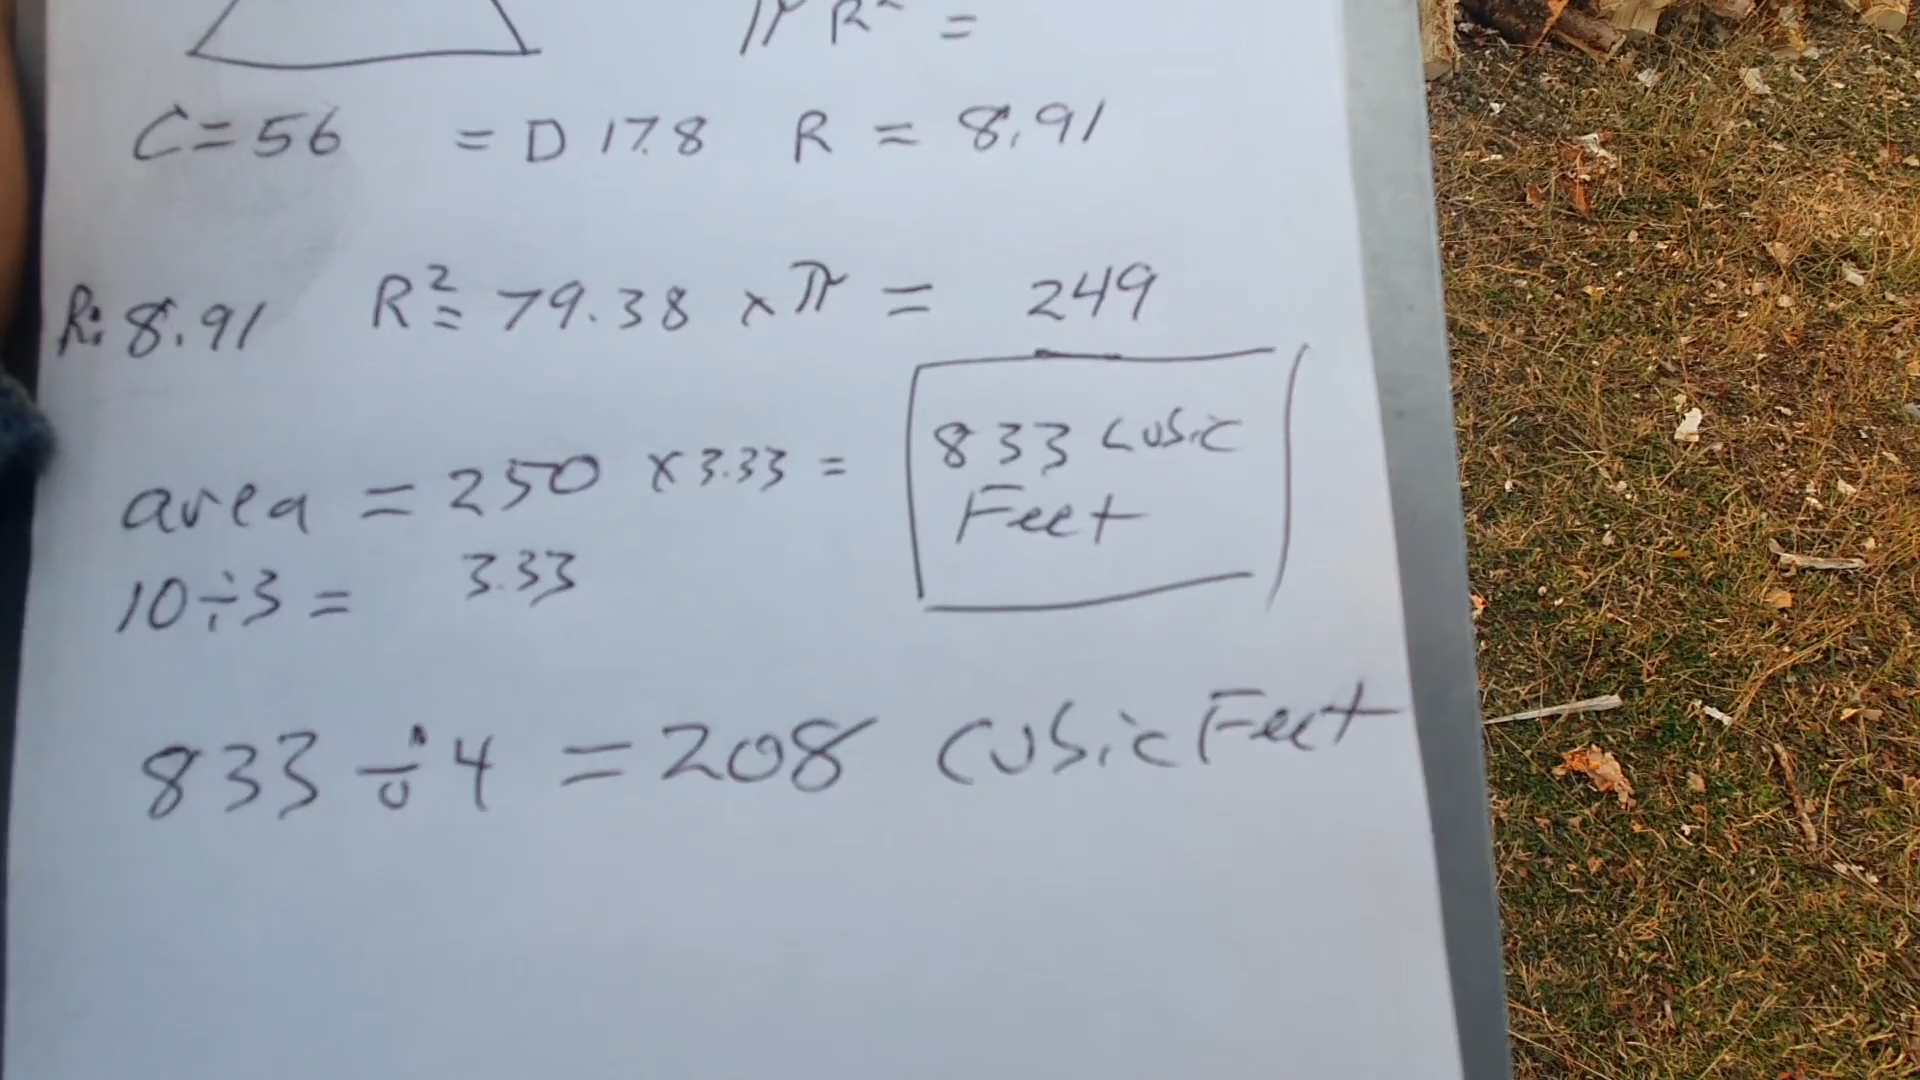 πR² =
C=56 = D 17.8 R = 8.91
R: 8.91 R²= 79.38 x π = 249
area = 250 x 3.33 = 833 cubic
Feet
10÷3 = 3.33
833 ÷ 4 = 208 cubic Feet